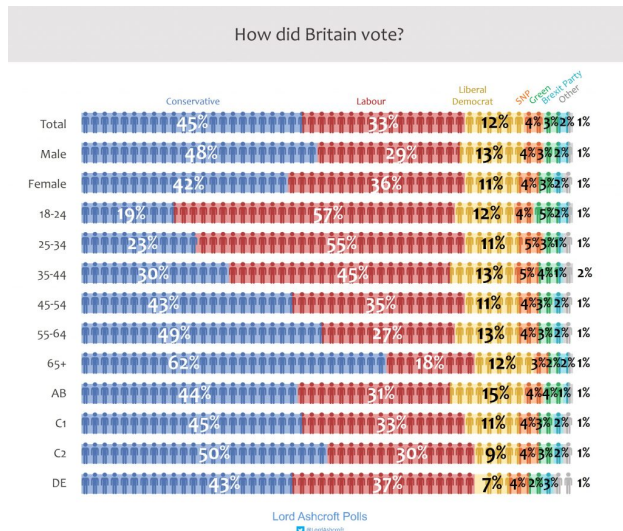 How did Britain vote?
Conservative Labour Liberal Democrat SNP Green Brexit Party Other
Total 45% 33% 12% 4% 3% 2% 1%
Male 48% 29% 13% 4% 3% 2% 1%
Female 42% 36% 11% 4% 3% 2% 1%
18-24 19% 57% 12% 4% 5% 2% 1%
25-34 23% 55% 11% 5% 3% 1% 1%
35-44 30% 45% 13% 5% 4% 1% 2%
45-54 43% 35% 11% 4% 3% 2% 1%
55-64 49% 27% 13% 4% 3% 2% 1%
65+ 62% 18% 12% 3% 2% 2% 1%
AB 44% 31% 15% 4% 4% 1% 1%
C1 45% 33% 11% 4% 3% 2% 1%
C2 50% 30% 9% 4% 3% 2% 1%
DE 43% 37% 7% 4% 2% 3% 1%
Lord Ashcroft Polls
@LordAshcroft